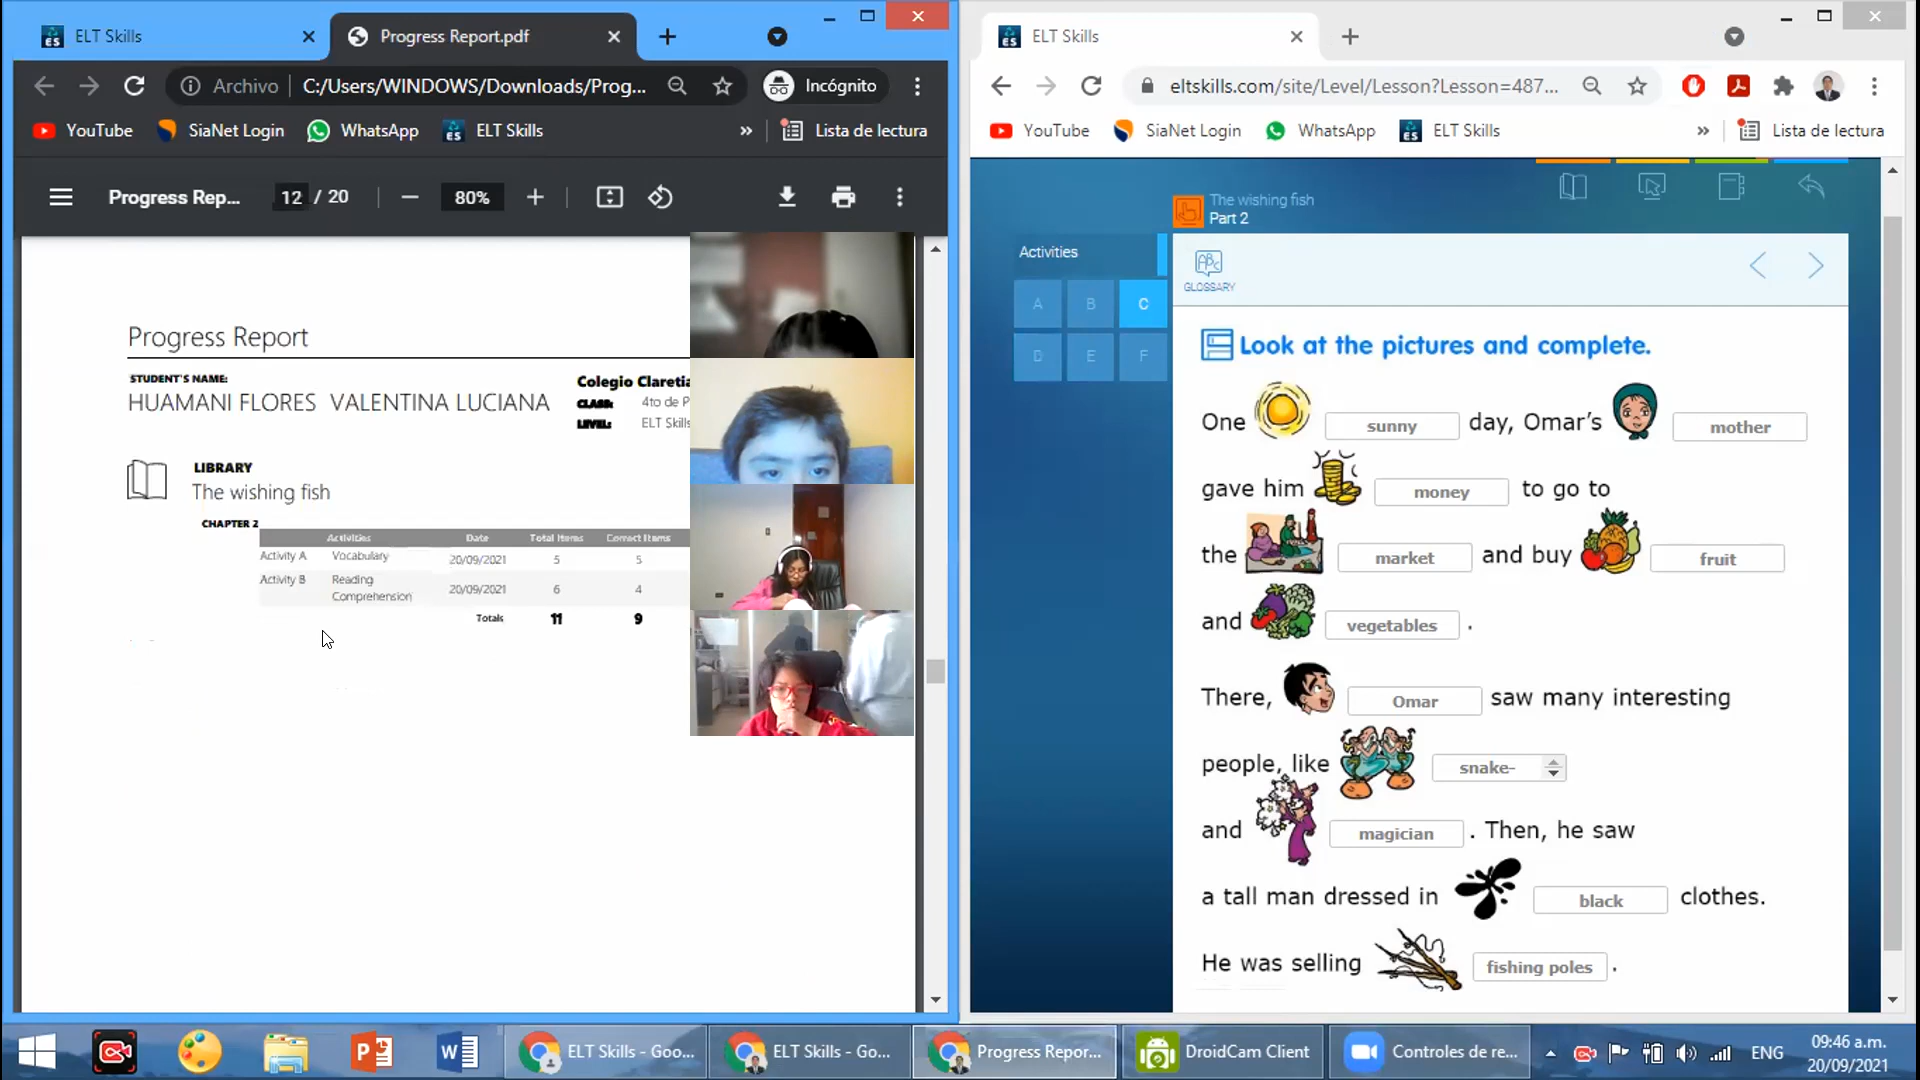 ELT Skills
Progress Report.pdf
Archivo
C:/Users/WINDOWS/Downloads/Prog...
Incógnito
YouTube
SiaNet Login
WhatsApp
ELT Skills
»
Lista de lectura
Progress Rep...
12 / 20
80%
Progress Report
STUDENT'S NAME:
HUAMANI FLORES VALENTINA LUCIANA
Colegio Claretia
CLASS:
4to de P
LEVEL:
ELT Skills
LIBRARY
The wishing fish
CHAPTER 2
Activities Date Total Items Correct Items
Activity A Vocabulary 20/09/2021 5 5
Activity B Reading Comprehension 20/09/2021 6 4
Totals 11 9
ELT Skills
eltskills.com/site/Level/Lesson?Lesson=487...
YouTube
SiaNet Login
WhatsApp
ELT Skills
»
Lista de lectura
The wishing fish
Part 2
Activities
A B C
D E F
ABC
GLOSSARY
Look at the pictures and complete.
One sunny day, Omar's mother
gave him money to go to
the market and buy fruit
and vegetables .
There, Omar saw many interesting
people, like snake-
and magician . Then, he saw
a tall man dressed in black clothes.
He was selling fishing poles .
ELT Skills - Goo...
ELT Skills - Go...
Progress Repor...
DroidCam Client
Controles de re...
ENG
09:46 a.m.
20/09/2021